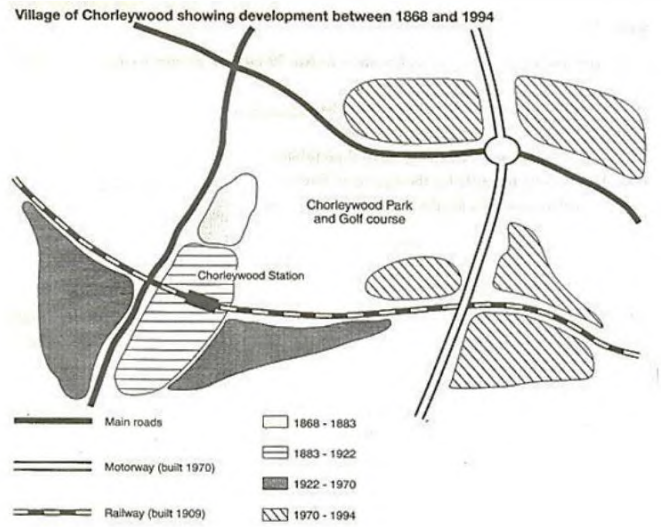 Village of Chorleywood showing development between 1868 and 1994
Chorleywood Park
and Golf course
Chorleywood Station
Main roads
Motorway (built 1970)
Railway (built 1909)
1868 - 1883
1883 - 1922
1922 - 1970
1970 - 1994